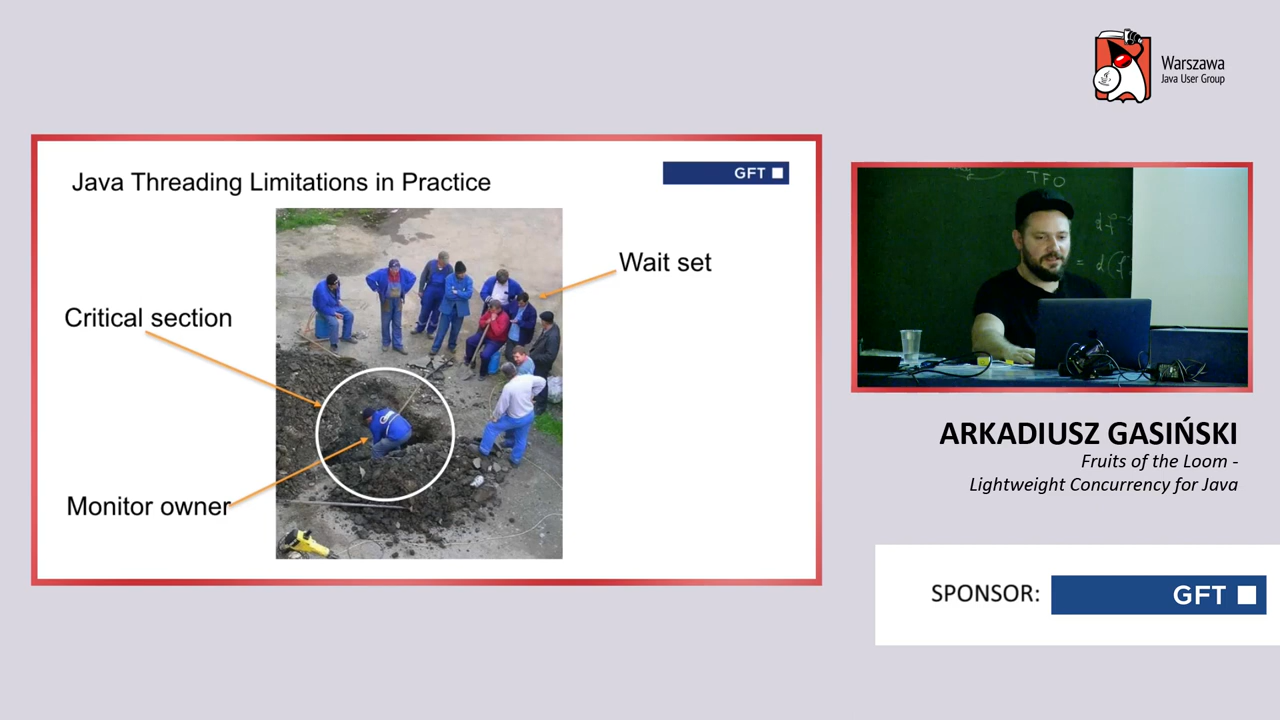 Warszawa
Java User Group
Java Threading Limitations in Practice
GFT
Wait set
Critical section
Monitor owner
TFO
ARKADIUSZ GASIŃSKI
Fruits of the Loom -
Lightweight Concurrency for Java
SPONSOR:
GFT